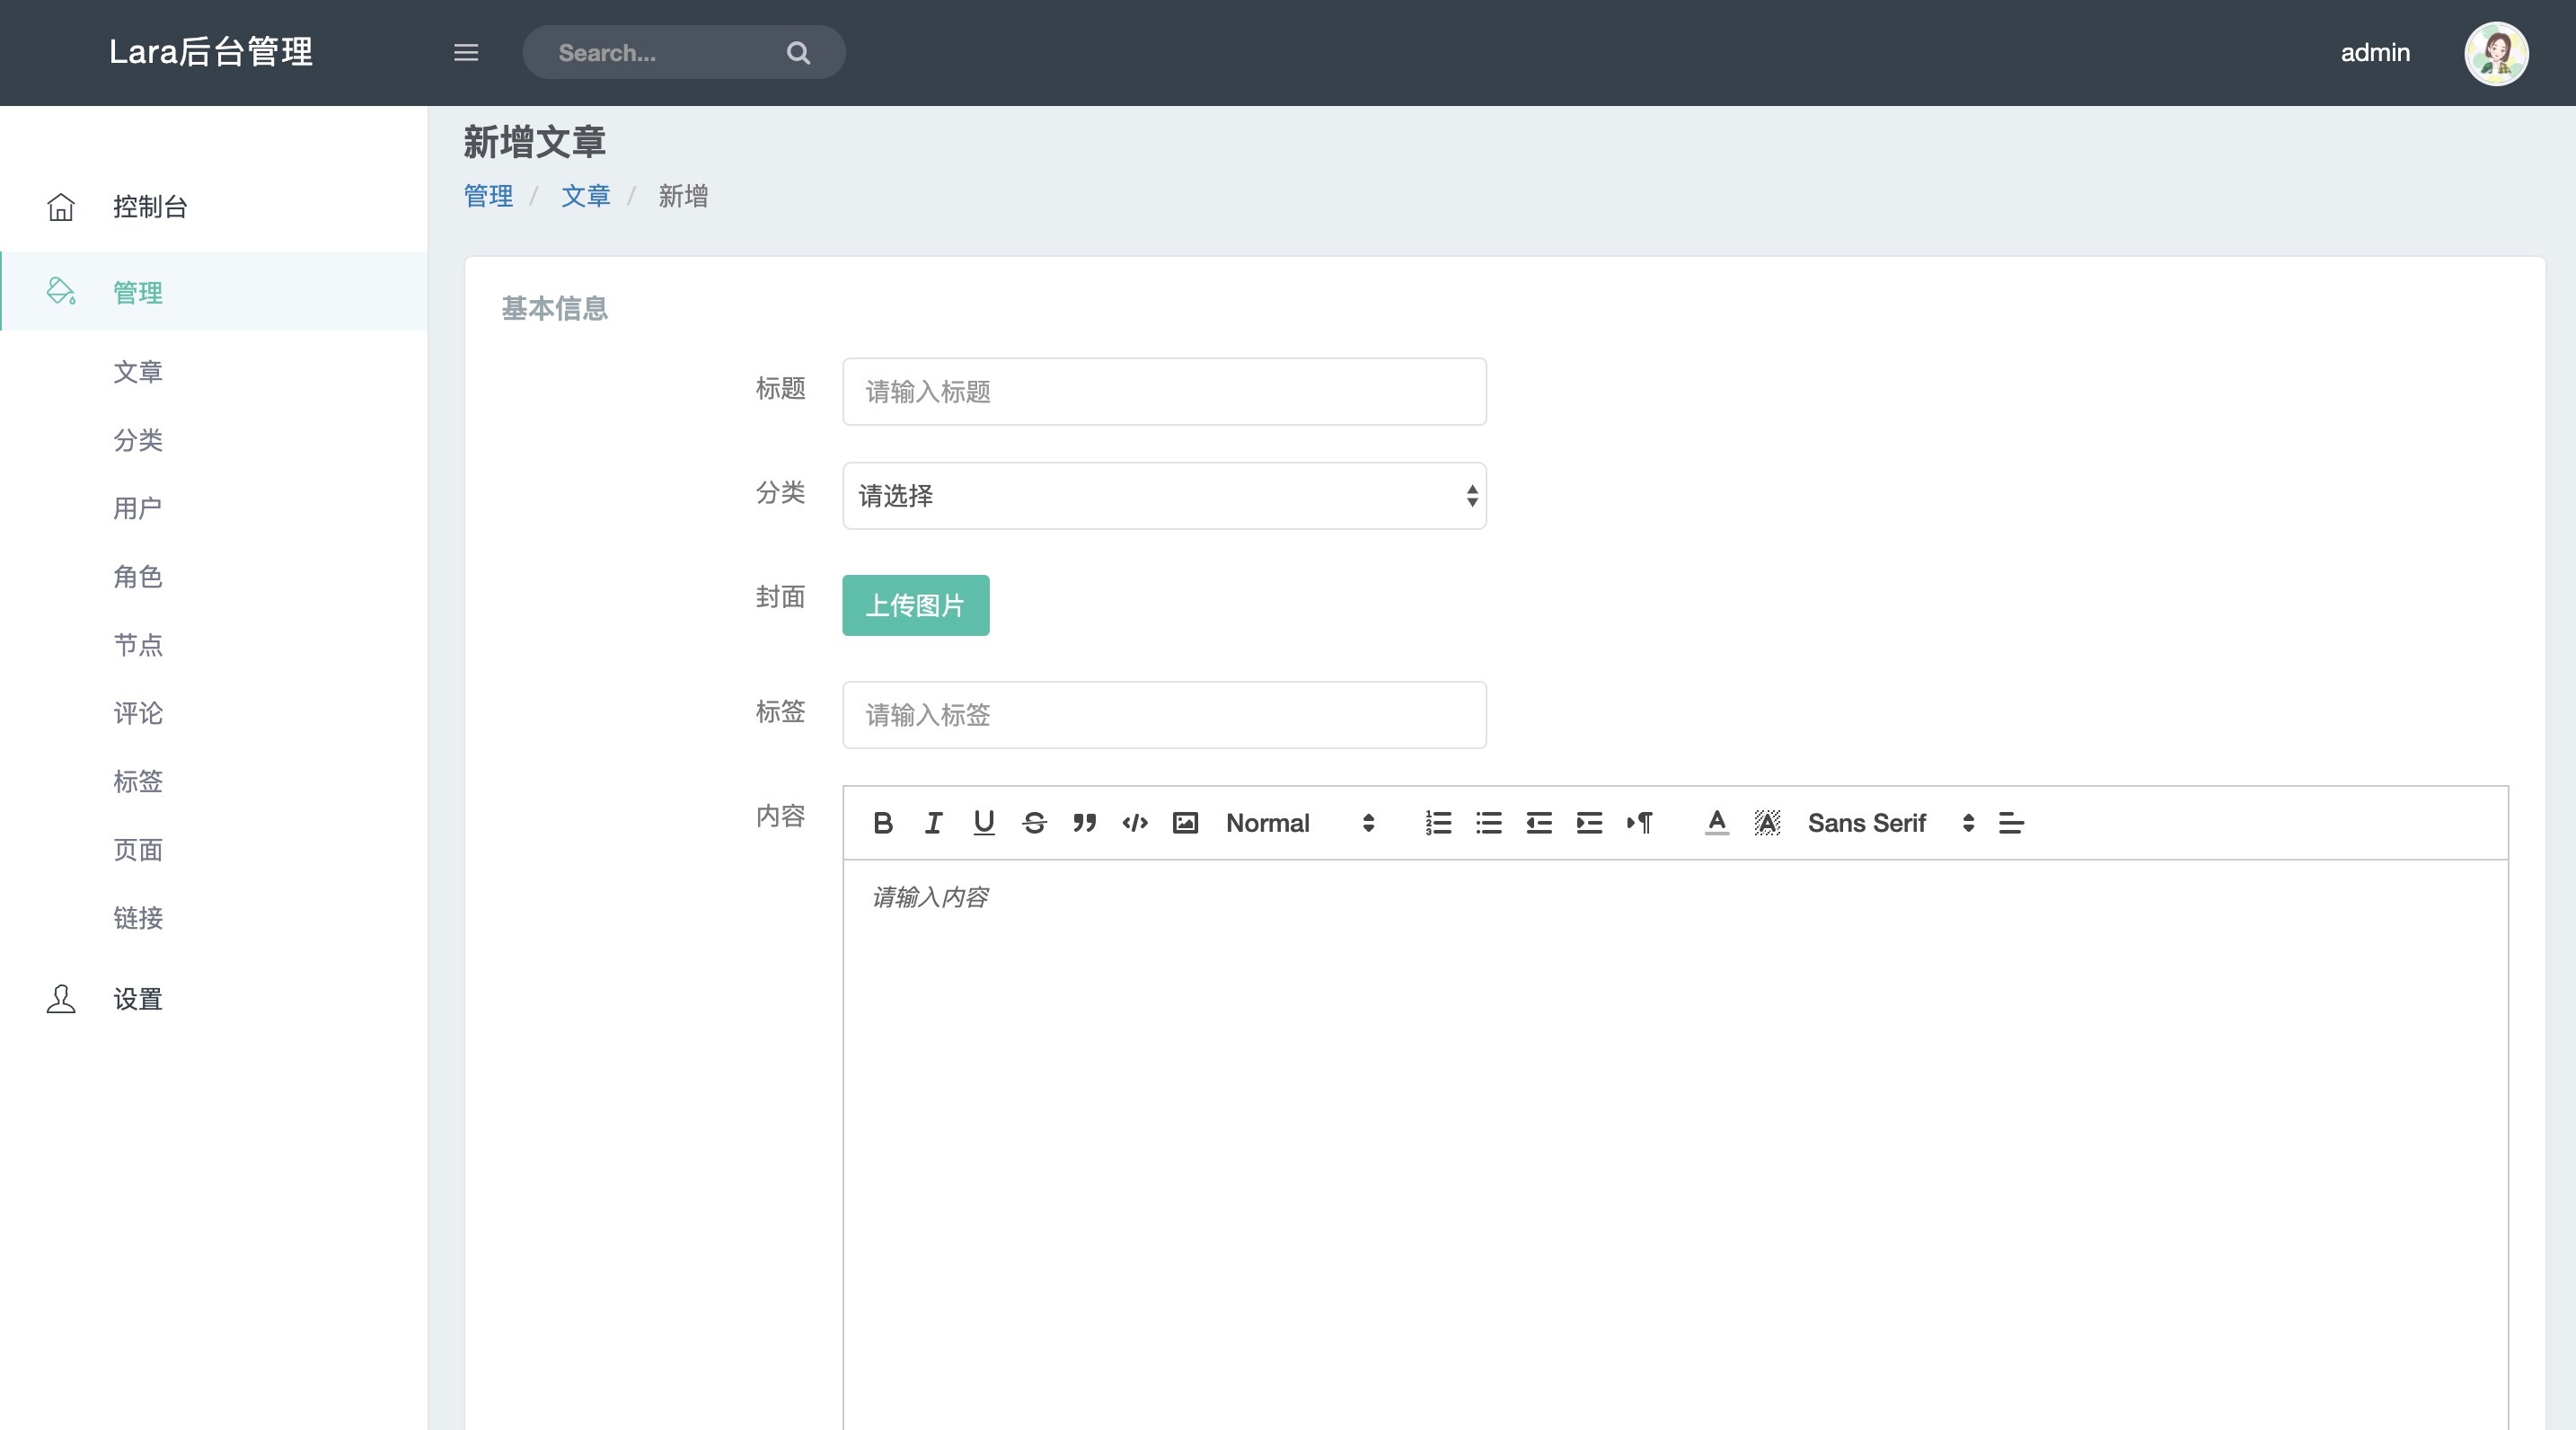 Lara后台管理
Search...
admin
控制台
管理
文章
分类
用户
角色
节点
评论
标签
页面
链接
设置
新增文章
管理 / 文章 / 新增
基本信息
标题 请输入标题
分类 请选择
封面 上传图片
标签 请输入标签
内容 Normal Sans Serif
请输入内容